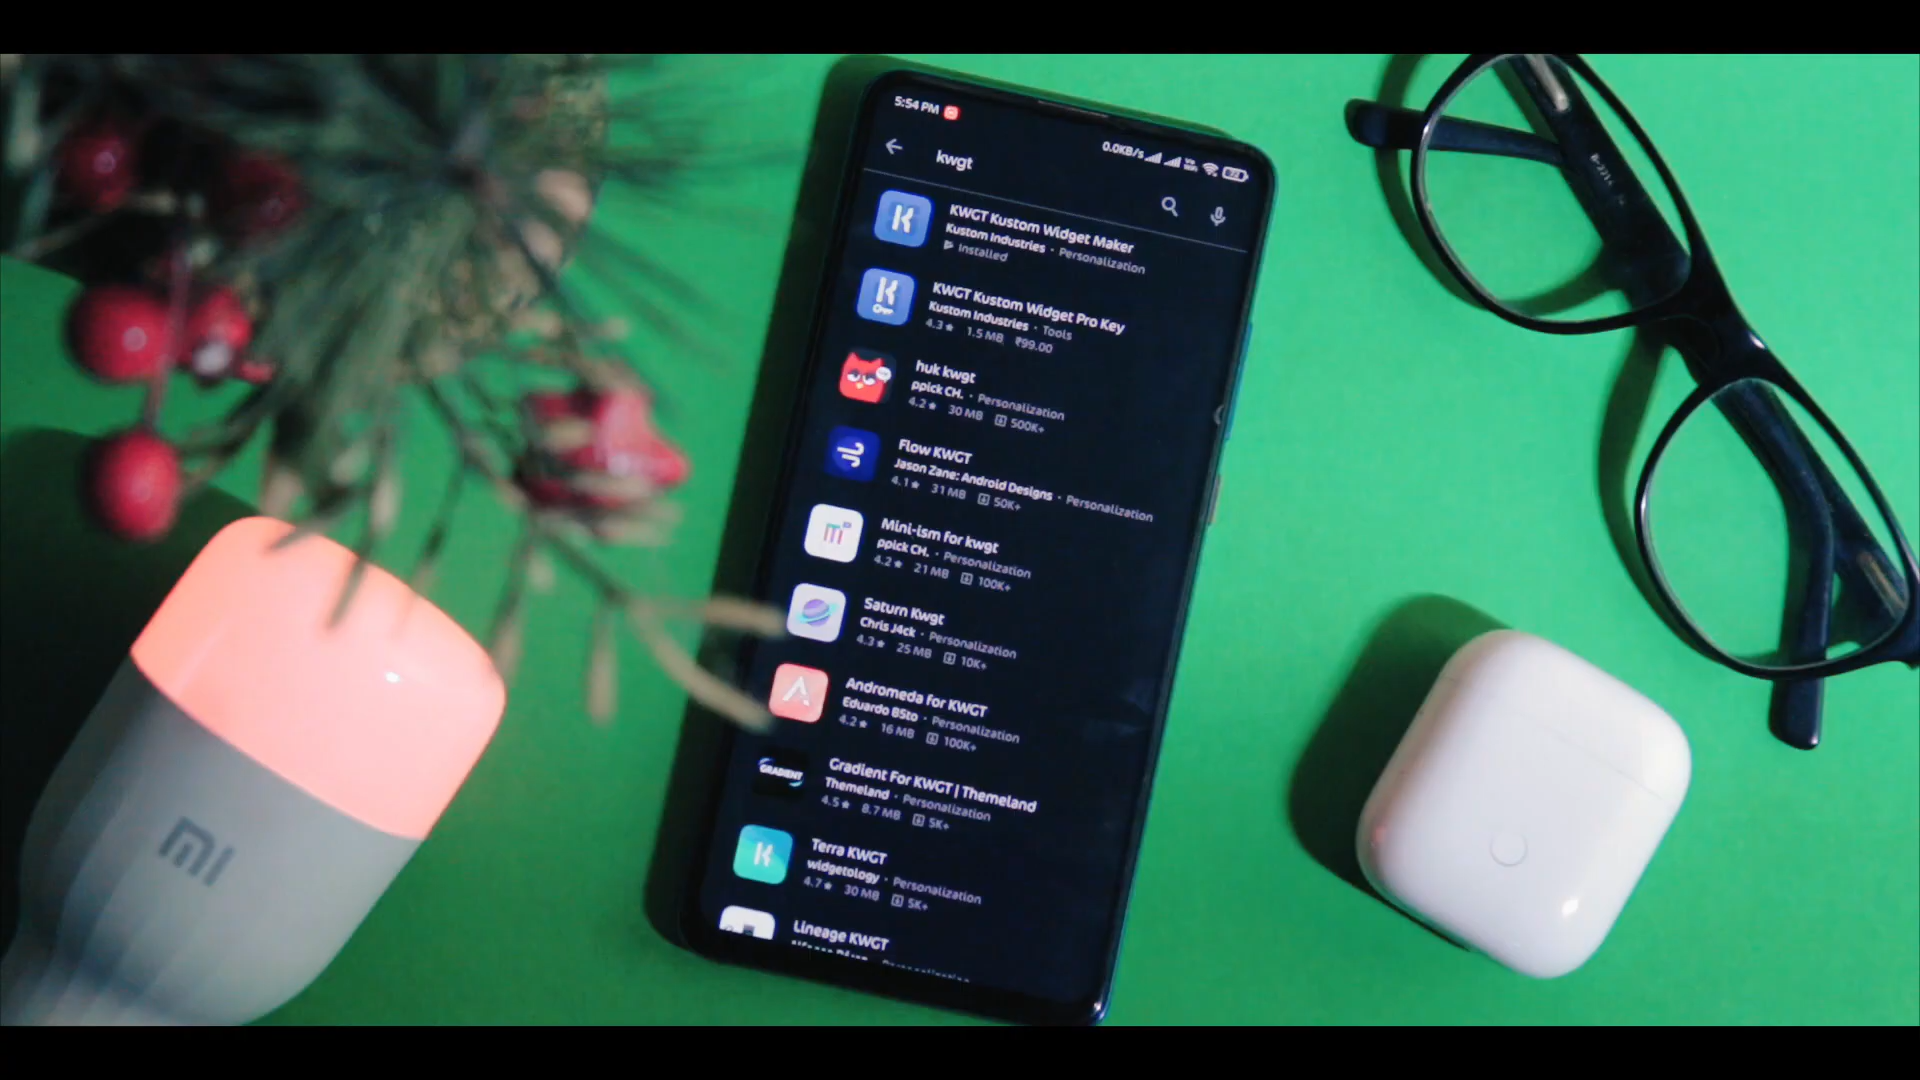 5:54 PM
0.0KB/s
kwgt
KWGT Kustom Widget Maker
Kustom Industries · Personalization
Installed
KWGT Kustom Widget Pro Key
Kustom Industries · Tools
4.3★ 1.5 MB ₹99.00
huk kwgt
ppick CH. · Personalization
4.2★ 30 MB 500K+
Flow KWGT
Jason Zane: Android Designs · Personalization
4.1★ 31 MB 50K+
m
Mini-ism for kwgt
ppick CH. · Personalization
4.2★ 21 MB 100K+
Saturn Kwgt
Chris J4ck · Personalization
4.3★ 25 MB 10K+
Andromeda for KWGT
Eduardo BSto · Personalization
4.2★ 16 MB 100K+
GRADIENT
Gradient For KWGT | Themeland
Themeland · Personalization
4.5★ 8.7 MB 5K+
Terra KWGT
widgetology · Personalization
4.7★ 30 MB 5K+
Lineage KWGT
mi